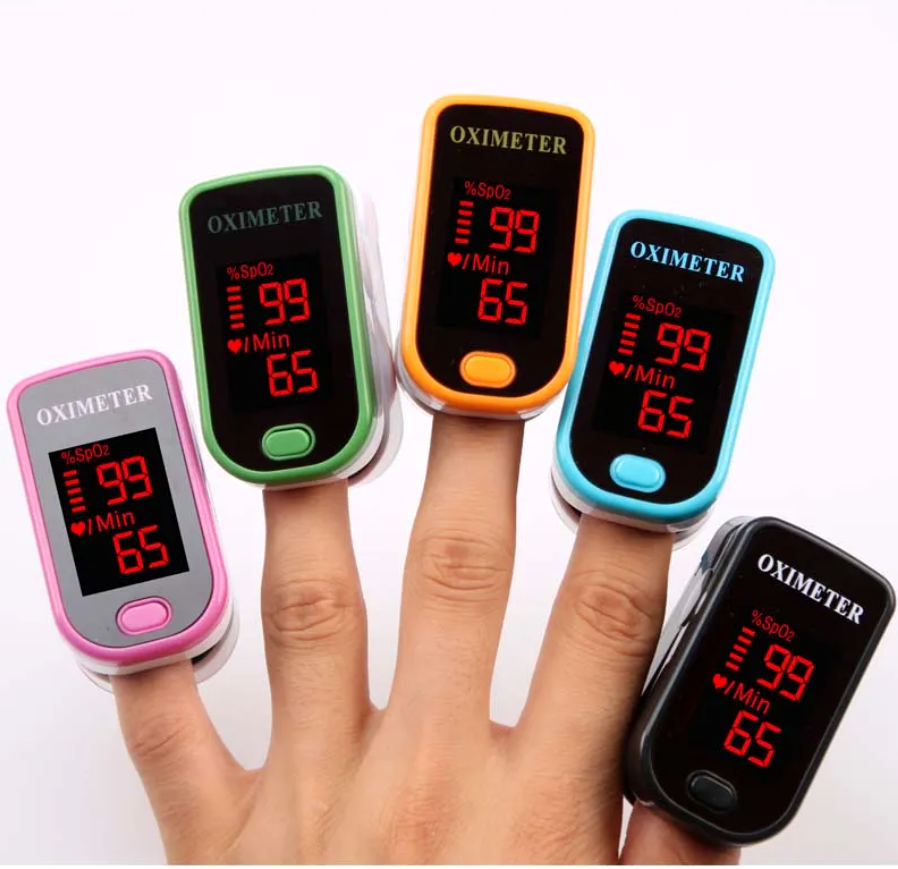 OXIMETER
%SpO2
99
♥/Min
65
OXIMETER
%SpO2
99
♥/Min
65
OXIMETER
%SpO2
99
♥/Min
65
OXIMETER
%SpO2
99
♥/Min
65
OXIMETER
%SpO2
99
♥/Min
65